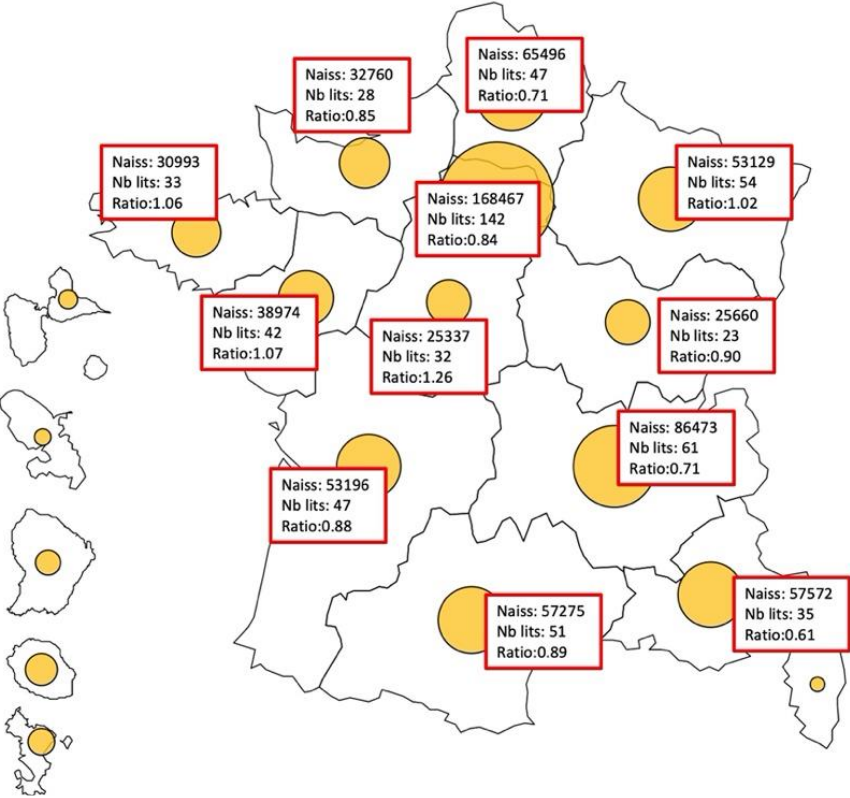 Naiss: 65496
Nb lits: 47
Ratio:0.71
Naiss: 32760
Nb lits: 28
Ratio:0.85
Naiss: 30993
Nb lits: 33
Ratio:1.06
Naiss: 53129
Nb lits: 54
Ratio:1.02
Naiss: 168467
Nb lits: 142
Ratio:0.84
Naiss: 38974
Nb lits: 42
Ratio:1.07
Naiss: 25337
Nb lits: 32
Ratio:1.26
Naiss: 25660
Nb lits: 23
Ratio:0.90
Naiss: 86473
Nb lits: 61
Ratio:0.71
Naiss: 53196
Nb lits: 47
Ratio:0.88
Naiss: 57275
Nb lits: 51
Ratio:0.89
Naiss: 57572
Nb lits: 35
Ratio:0.61